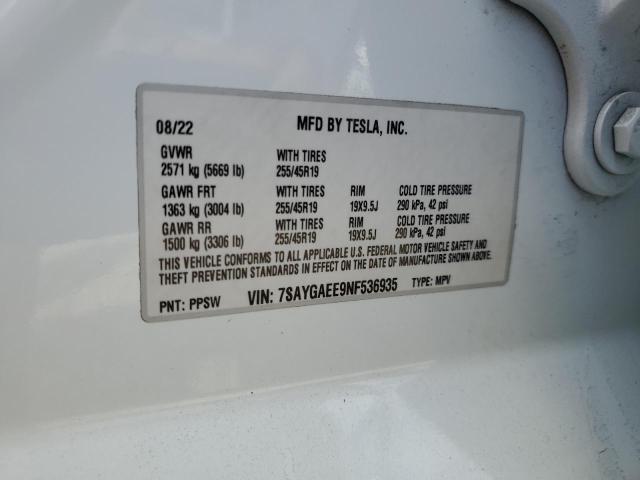 08/22 MFD BY TESLA, INC.
GVWR WITH TIRES
2571 kg (5669 lb) 255/45R19
GAWR FRT WITH TIRES RIM COLD TIRE PRESSURE
1363 kg (3004 lb) 255/45R19 19X9.5J 290 kPa, 42 psi
GAWR RR WITH TIRES RIM COLD TIRE PRESSURE
1500 kg (3306 lb) 255/45R19 19X9.5J 290 kPa, 42 psi
THIS VEHICLE CONFORMS TO ALL APPLICABLE U.S. FEDERAL MOTOR VEHICLE SAFETY AND
THEFT PREVENTION STANDARDS IN EFFECT ON THE DATE OF MANUFACTURE SHOWN ABOVE.
PNT: PPSW VIN: 7SAYGAEE9NF536935 TYPE: MPV